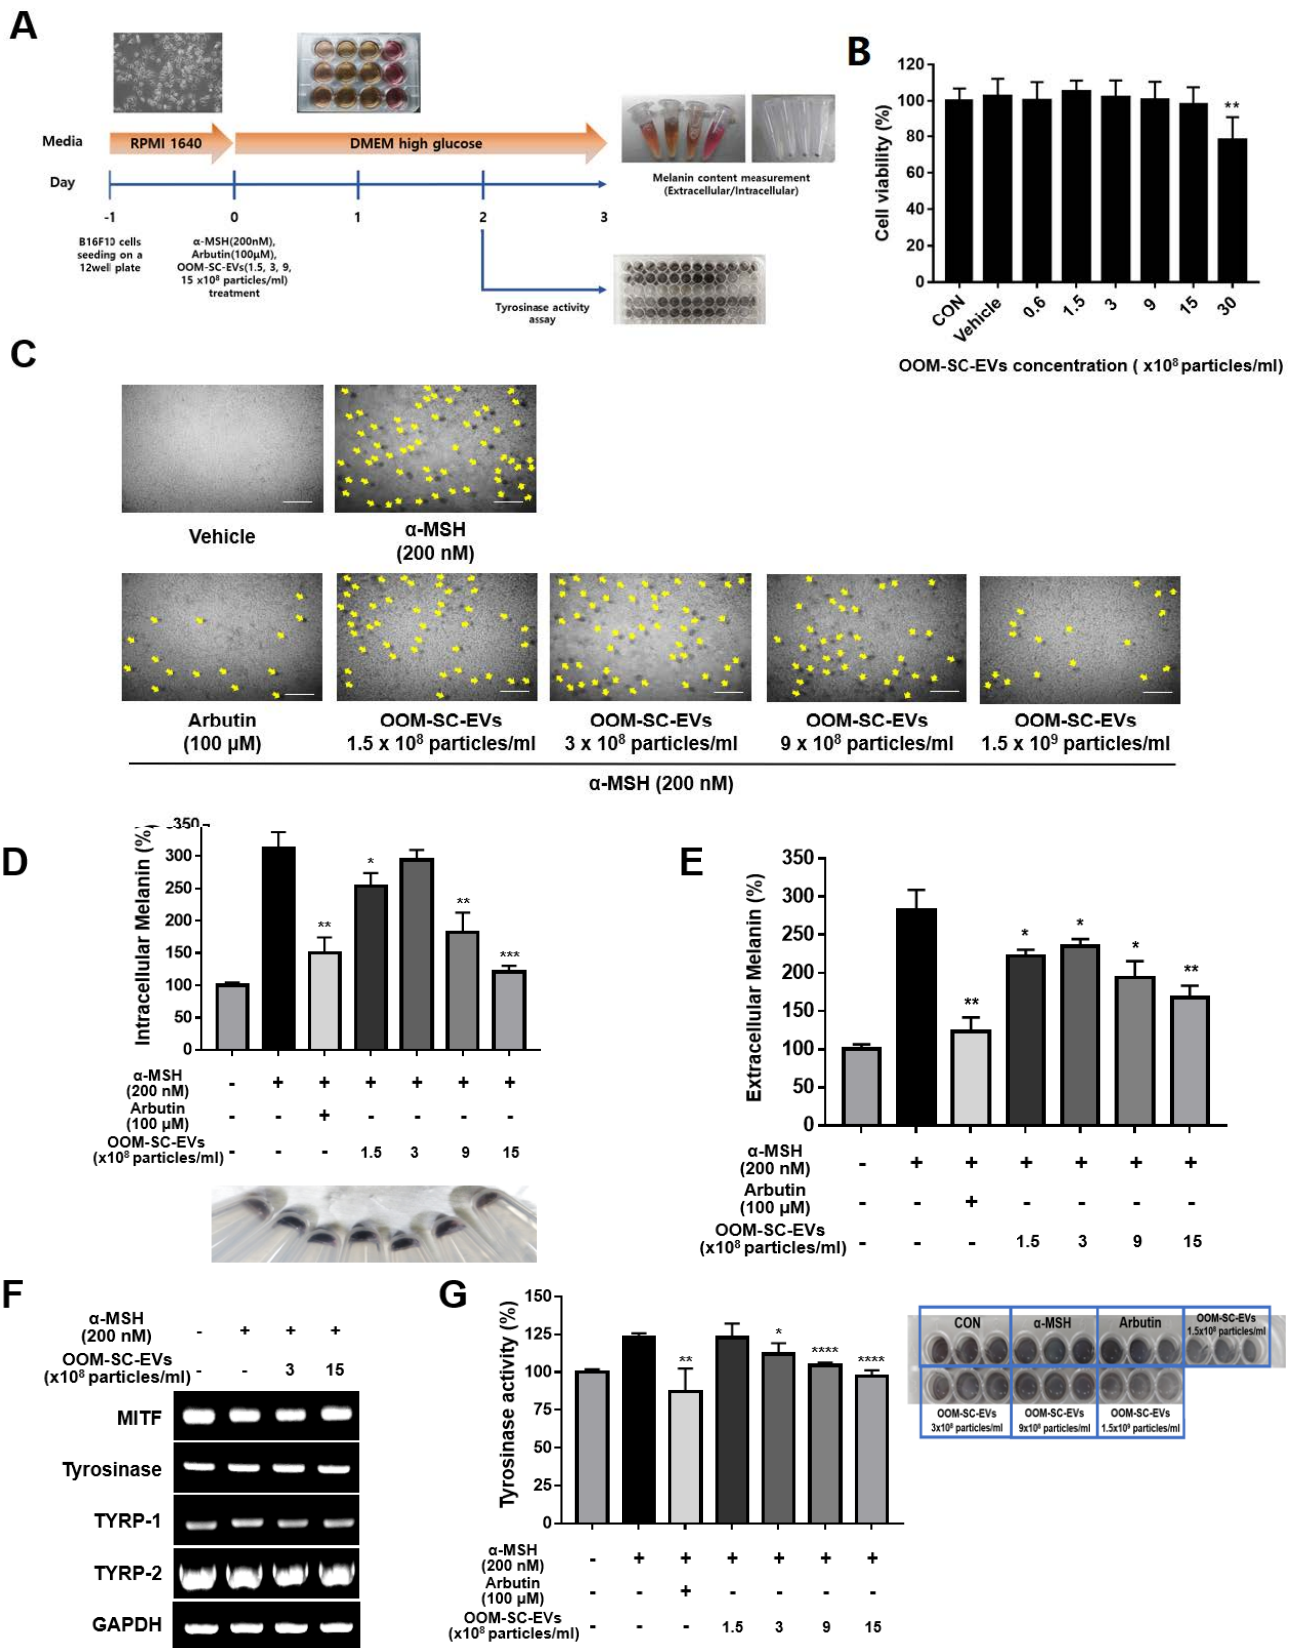 A
Media
RPMI 1640
DMEM high glucose
Day
-1
0
1
2
3
B16F10 cells
seeding on a
12well plate
α-MSH(200nM),
Arbutin(100μM),
OOM-SC-EVs(1.5, 3, 9,
15 x10⁸ particles/ml)
treatment
Melanin content measurement
(Extracellular/Intracellular)
Tyrosinase activity
assay
B
Cell viability (%)
120
100
80
60
40
20
0
**
CON
Vehicle
0.6
1.5
3
9
15
30
OOM-SC-EVs concentration ( x10⁸ particles/ml)
C
Vehicle
α-MSH
(200 nM)
Arbutin
(100 μM)
OOM-SC-EVs
1.5 x 10⁸ particles/ml
OOM-SC-EVs
3 x 10⁸ particles/ml
OOM-SC-EVs
9 x 10⁸ particles/ml
OOM-SC-EVs
1.5 x 10⁹ particles/ml
α-MSH (200 nM)
D
Intracellular Melanin (%)
350
300
250
200
150
100
50
0
**
*
**
***
α-MSH
(200 nM)
- + + + + + +
Arbutin
(100 μM)
- - + - - - -
OOM-SC-EVs
(x10⁸ particles/ml)
- - - 1.5 3 9 15
E
Extracellular Melanin (%)
350
300
250
200
150
100
50
0
**
*
*
*
**
α-MSH
(200 nM)
- + + + + + +
Arbutin
(100 μM)
- - + - - - -
OOM-SC-EVs
(x10⁸ particles/ml)
- - - 1.5 3 9 15
F
α-MSH
(200 nM)
- + + +
OOM-SC-EVs
(x10⁸ particles/ml)
- - 3 15
MITF
Tyrosinase
TYRP-1
TYRP-2
GAPDH
G
Tyrosinase activity (%)
150
125
100
75
50
25
0
**
*
****
****
α-MSH
(200 nM)
- + + + + + +
Arbutin
(100 μM)
- - + - - - -
OOM-SC-EVs
(x10⁸ particles/ml)
- - - 1.5 3 9 15
CON
α-MSH
Arbutin
OOM-SC-EVs
1.5x10⁸ particles/ml
OOM-SC-EVs
3x10⁸ particles/ml
OOM-SC-EVs
9x10⁸ particles/ml
OOM-SC-EVs
1.5x10⁹ particles/ml